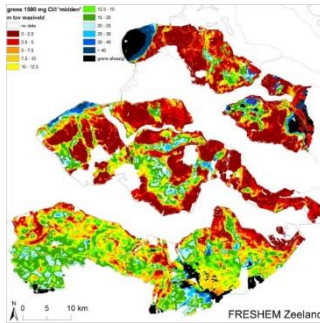 grens 1500 mg Cl/l 'midden'
m tov maaiveld
no data
0 - 2.5
2.5 - 5
5 - 7.5
7.5 - 10
10 - 12.5
12.5 - 15
15 - 20
20 - 25
25 - 30
30 - 40
> 40
grens afwezig
N
0 5 10 km
FRESHEM Zeeland